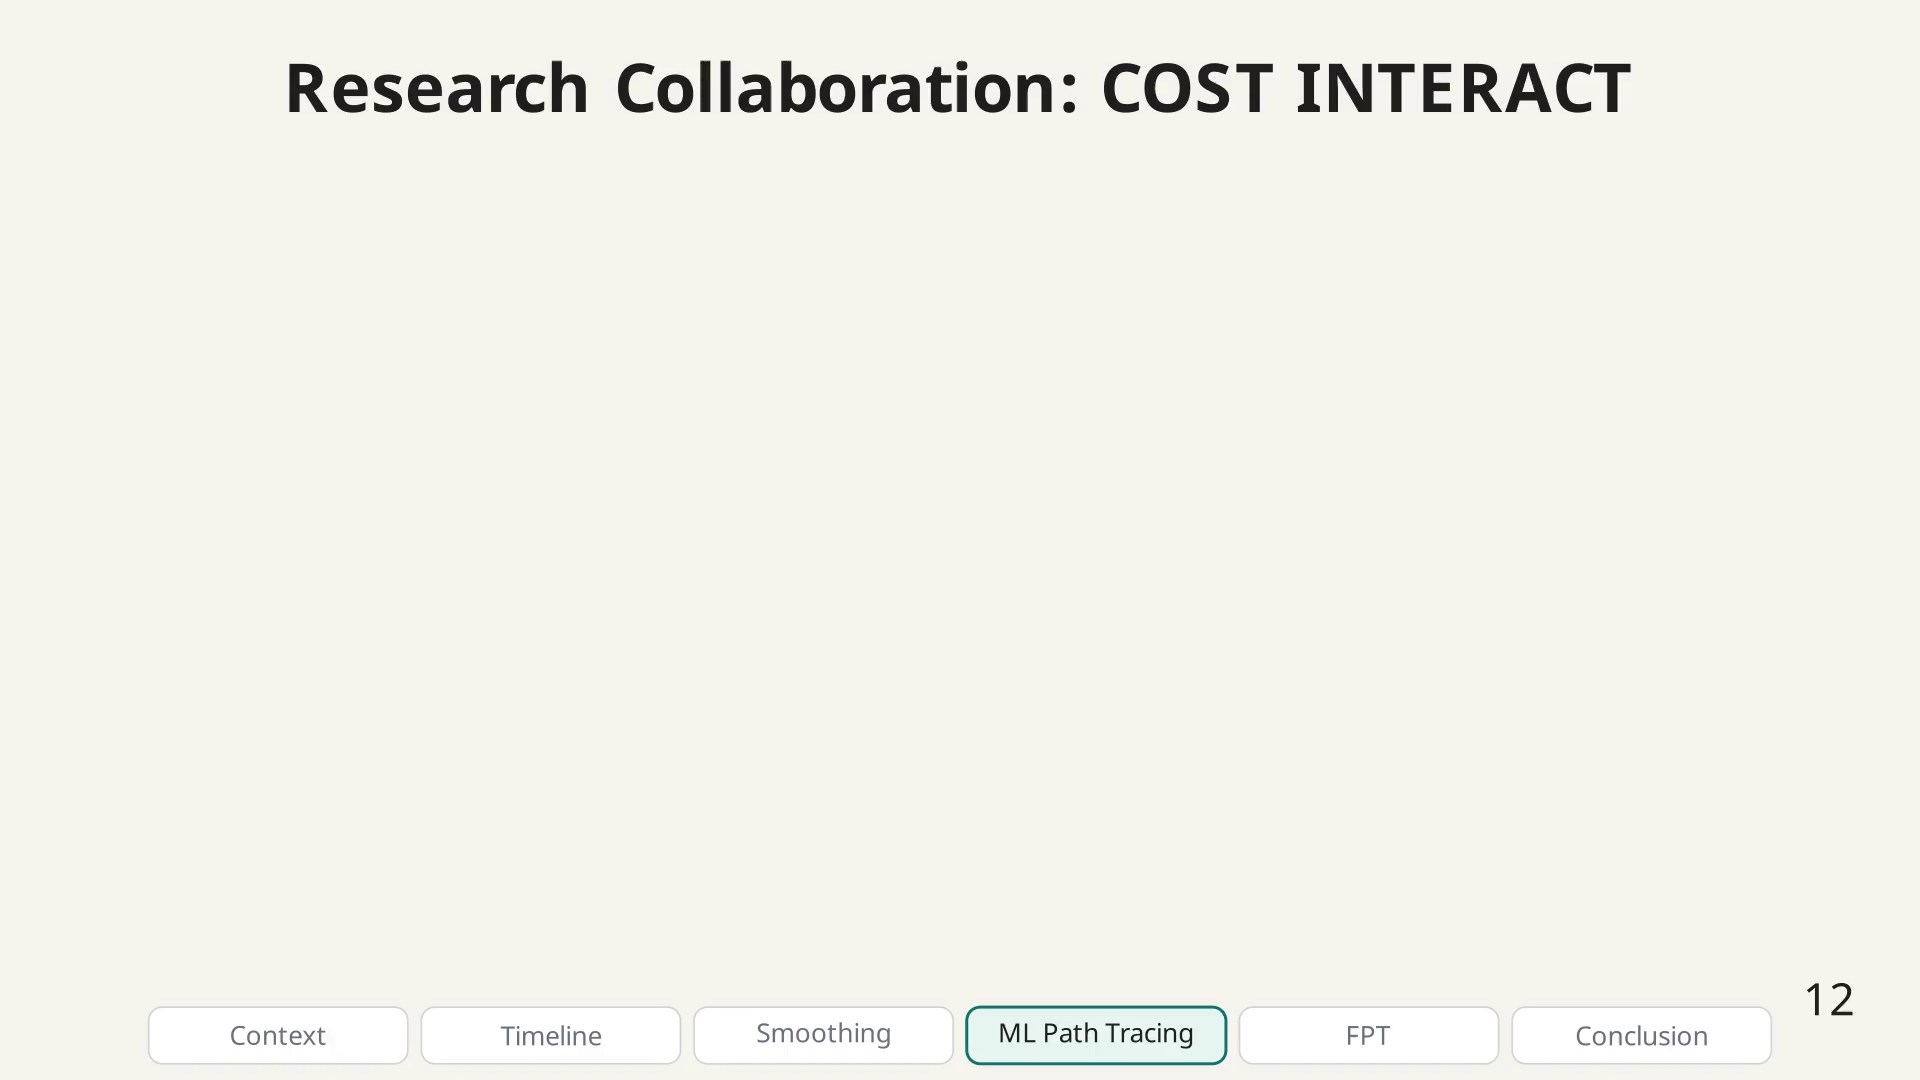 Research Collaboration: COST INTERACT
12
Context
Timeline
Smoothing
ML Path Tracing
FPT
Conclusion